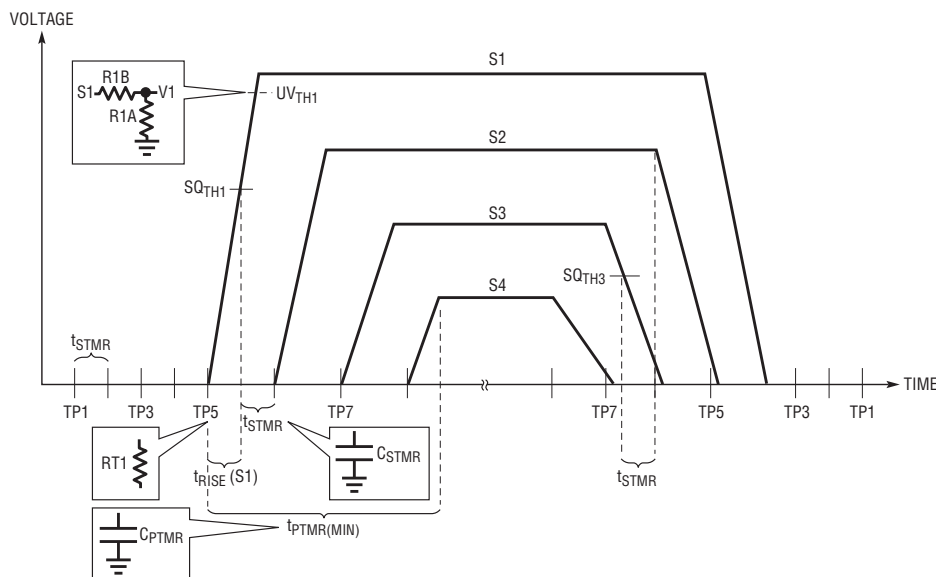 VOLTAGE
S1
R1B
S1 V1
UVTH1
R1A
S2
SQTH1
S3
SQTH3
S4
tSTMR
TIME
TP1 TP3 TP5 TP7 TP7 TP5 TP3 TP1
tSTMR
RT1
CSTMR
tRISE (S1)
tSTMR
CPTMR
tPTMR(MIN)